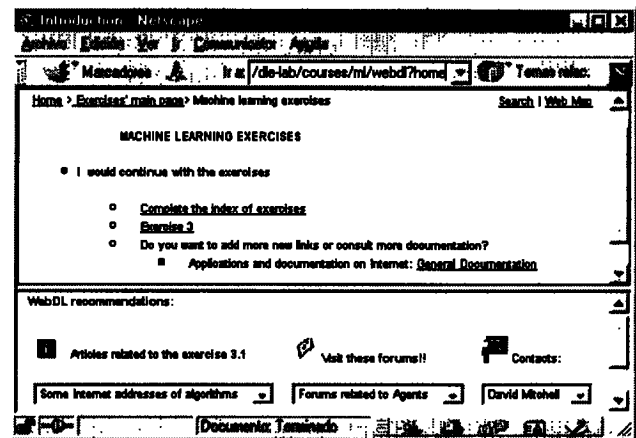 Introduction - Netscape
Archivo Edición Ver Ir Communicator Ayuda
Marcadores Ir a: /dle-lab/courses/ml/webdl?home Temas relac.
Home > Exercises' main page> Machine learning exercises Search | Web Map
MACHINE LEARNING EXERCISES
I would continue with the exercises
Complete the index of exercises
Exercise 3
Do you want to add more new links or consult more documentation?
Applications and documentation on Internet: General Documentation
WebDL recommendations:
Articles related to the exercise 3.1 Visit these forums!! Contacts:
Some Internet addresses of algorithms Forums related to Agents David Mitchell
Documento: Terminado